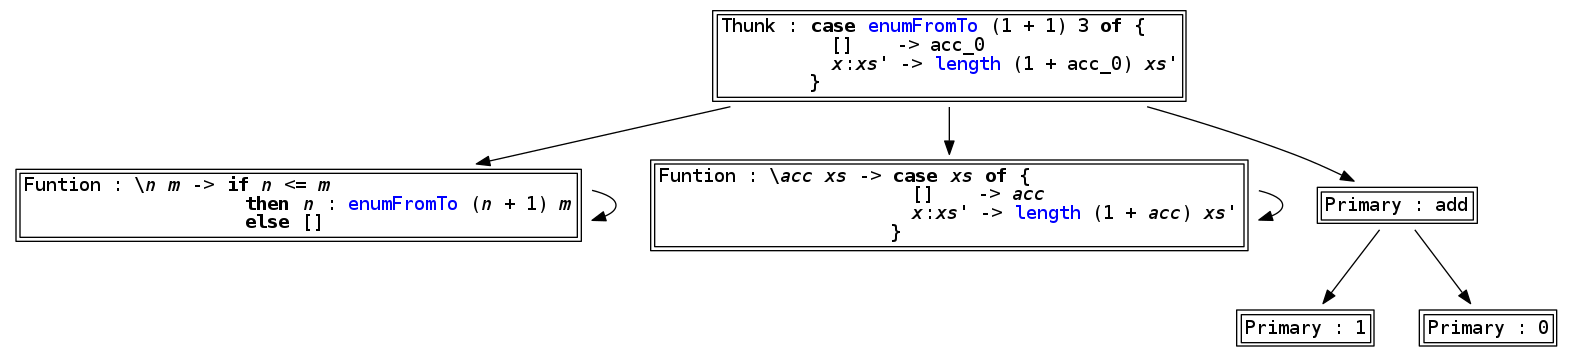 Thunk : case enumFromTo (1 + 1) 3 of {
[] -> acc_0
x:xs' -> length (1 + acc_0) xs'
}
Funtion : \n m -> if n <= m
then n : enumFromTo (n + 1) m
else []
Funtion : \acc xs -> case xs of {
[] -> acc
x:xs' -> length (1 + acc) xs'
}
Primary : add
Primary : 1
Primary : 0